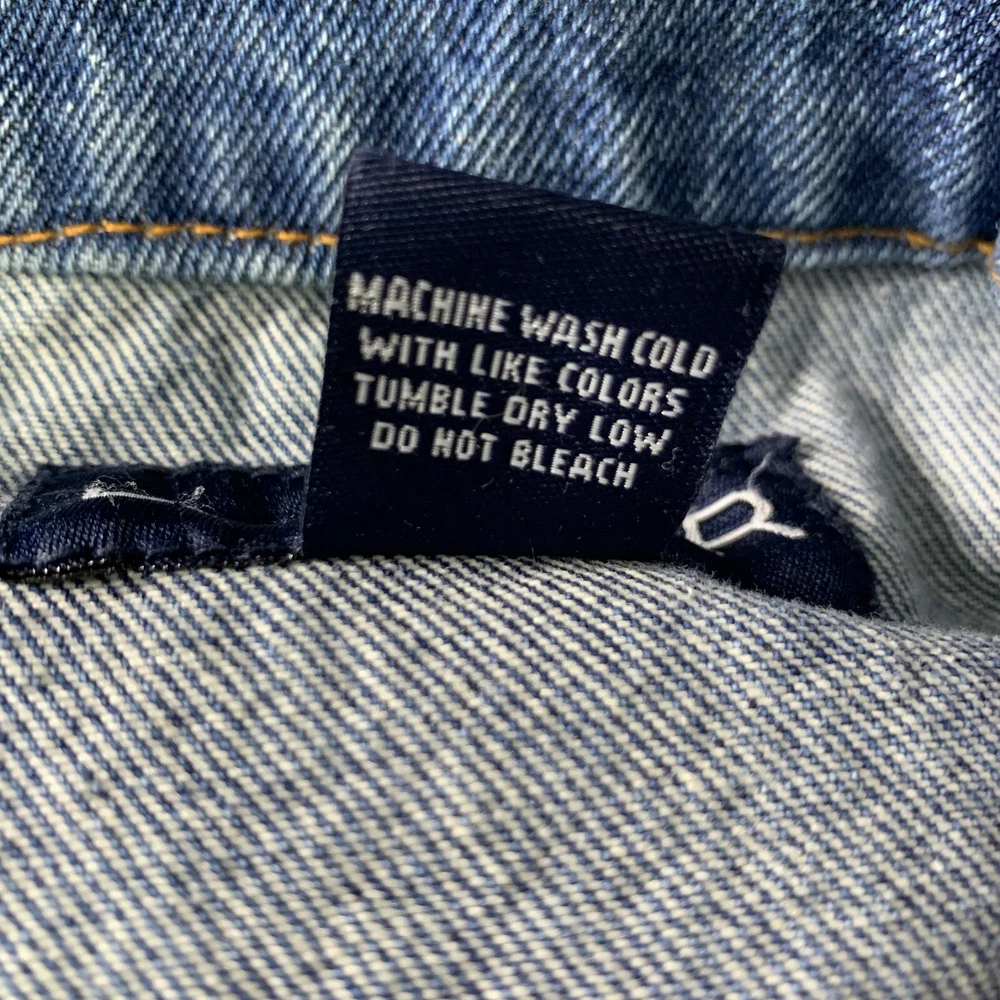 MACHINE WASH COLD
WITH LIKE COLORS
TUMBLE DRY LOW
DO NOT BLEACH